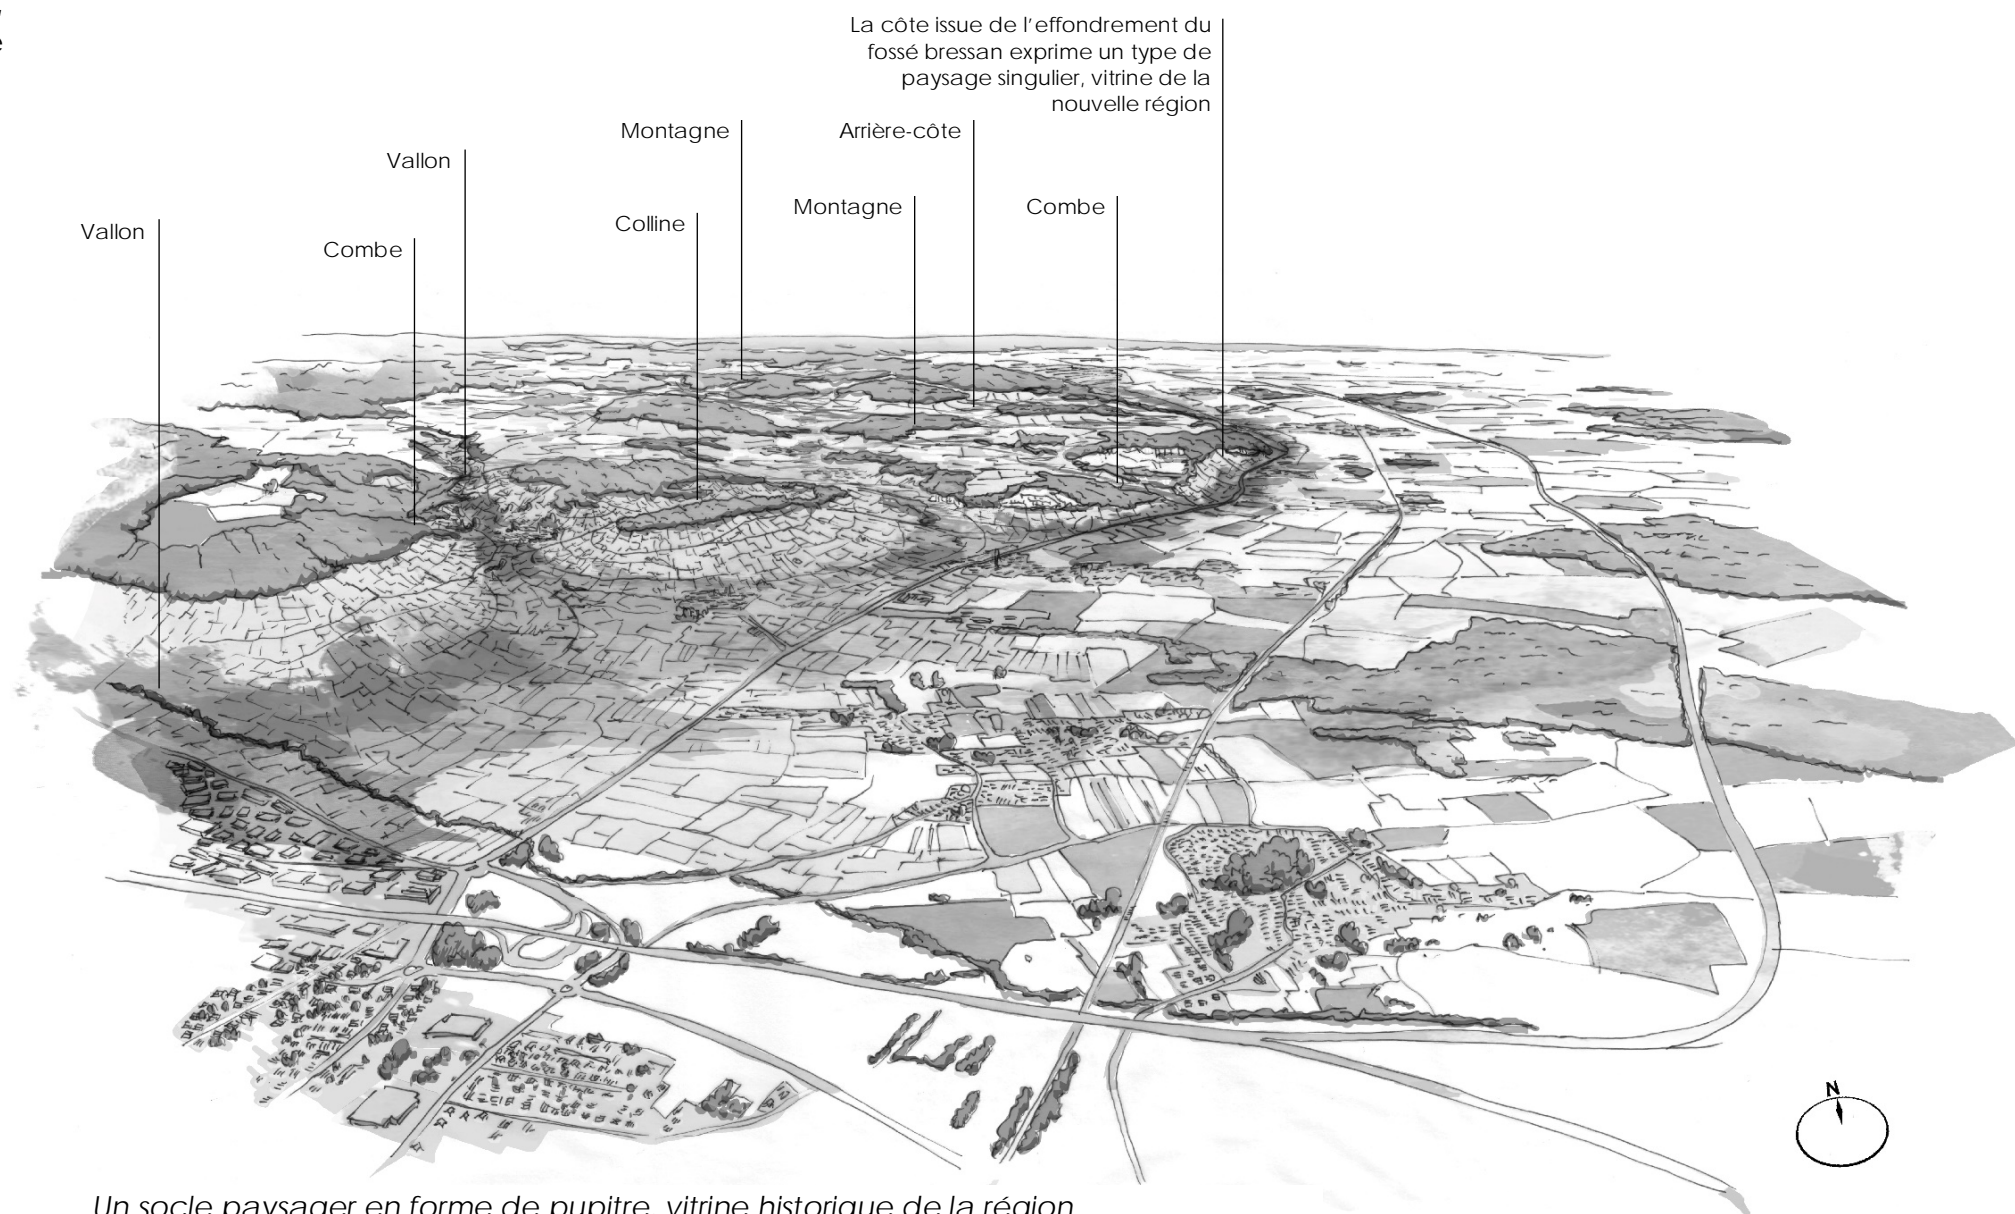 La côte issue de l'effondrement du
fossé bressan exprime un type de
paysage singulier, vitrine de la
nouvelle région
Montagne
Arrière-côte
Vallon
Montagne
Combe
Colline
Vallon
Combe
N
Un socle paysager en forme de pupitre, vitrine historique de la région